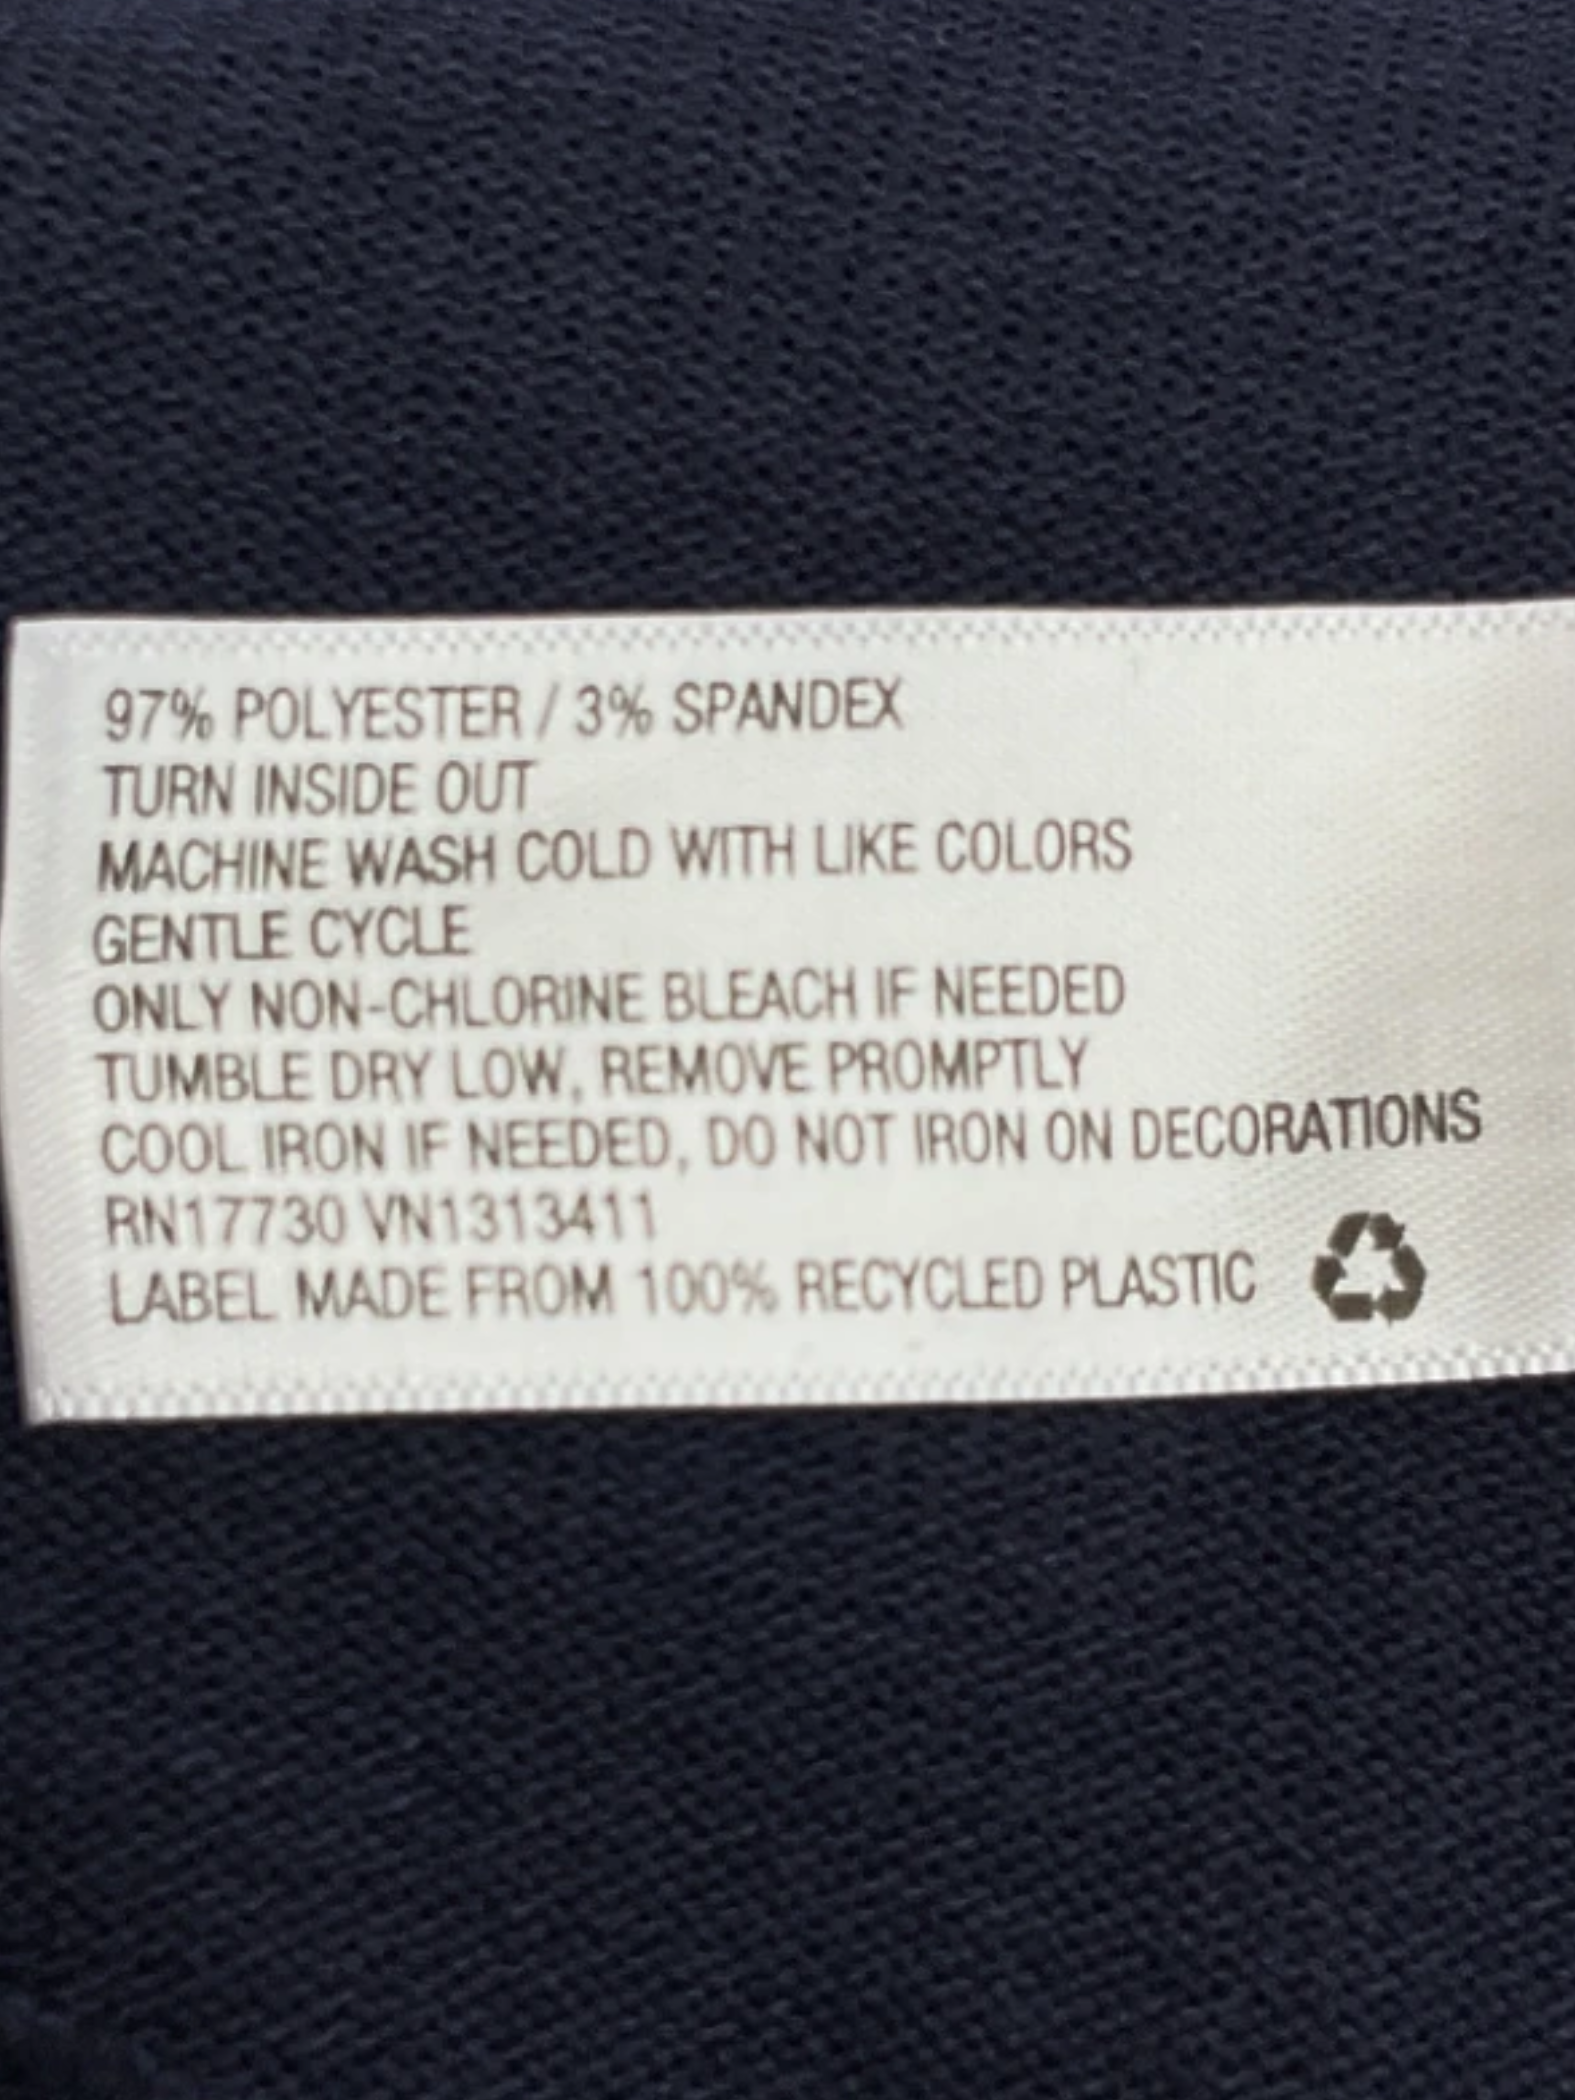 97% POLYESTER / 3% SPANDEX
TURN INSIDE OUT
MACHINE WASH COLD WITH LIKE COLORS
GENTLE CYCLE
ONLY NON-CHLORINE BLEACH IF NEEDED
TUMBLE DRY LOW, REMOVE PROMPTLY
COOL IRON IF NEEDED, DO NOT IRON ON DECORATIONS
RN17730 VN1313411
LABEL MADE FROM 100% RECYCLED PLASTIC